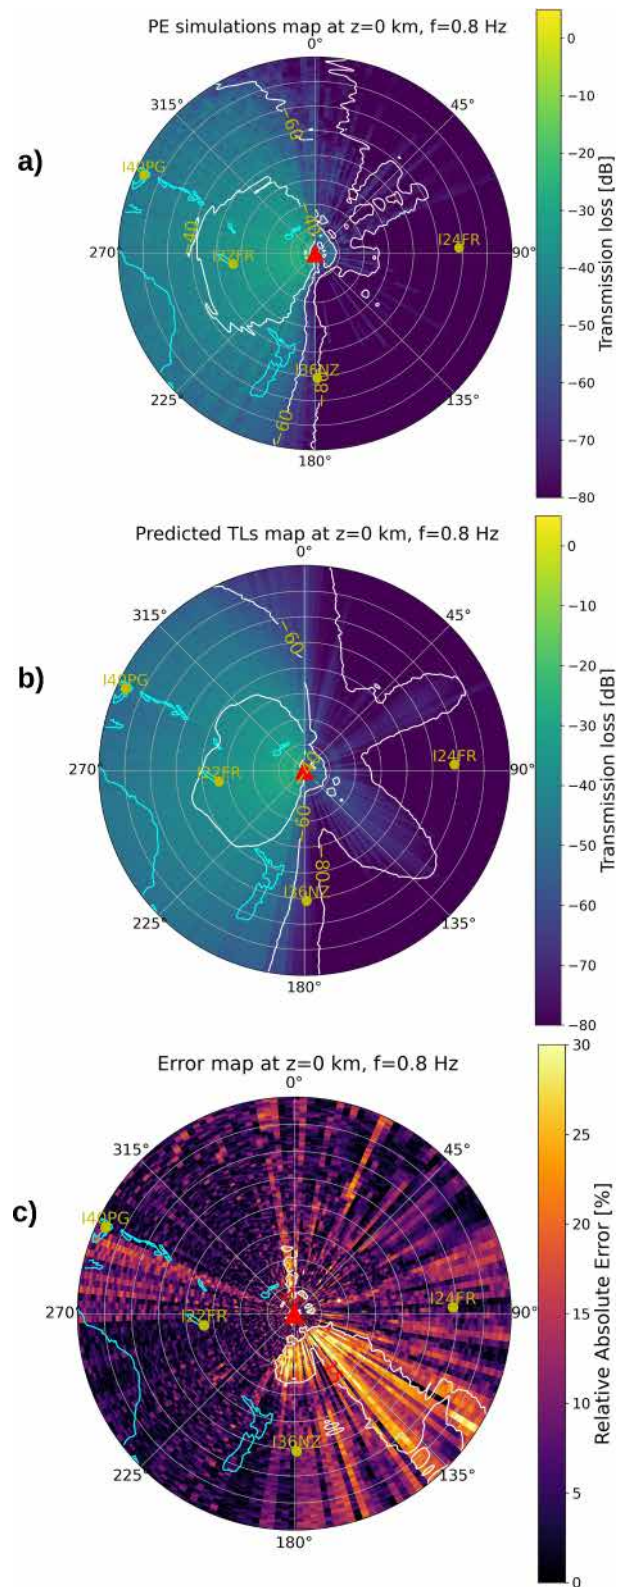 PE simulations map at z=0 km, f=0.8 Hz
0°
315°
45°
a)
I40PG
−60
−40
−40
I22FR
I24FR
270°
90°
I36NZ
−80
−60
225°
135°
180°
0
−10
−20
−30
−40
−50
−60
−70
−80
Transmission loss [dB]
Predicted TLs map at z=0 km, f=0.8 Hz
0°
315°
45°
b)
I40PG
−60
I22FR
I24FR
270°
90°
−60
−80
I36NZ
225°
135°
180°
0
−10
−20
−30
−40
−50
−60
−70
−80
Transmission loss [dB]
Error map at z=0 km, f=0.8 Hz
0°
315°
45°
c)
I40PG
I22FR
I24FR
270°
90°
I36NZ
225°
135°
180°
30
25
20
15
10
5
0
Relative Absolute Error [%]